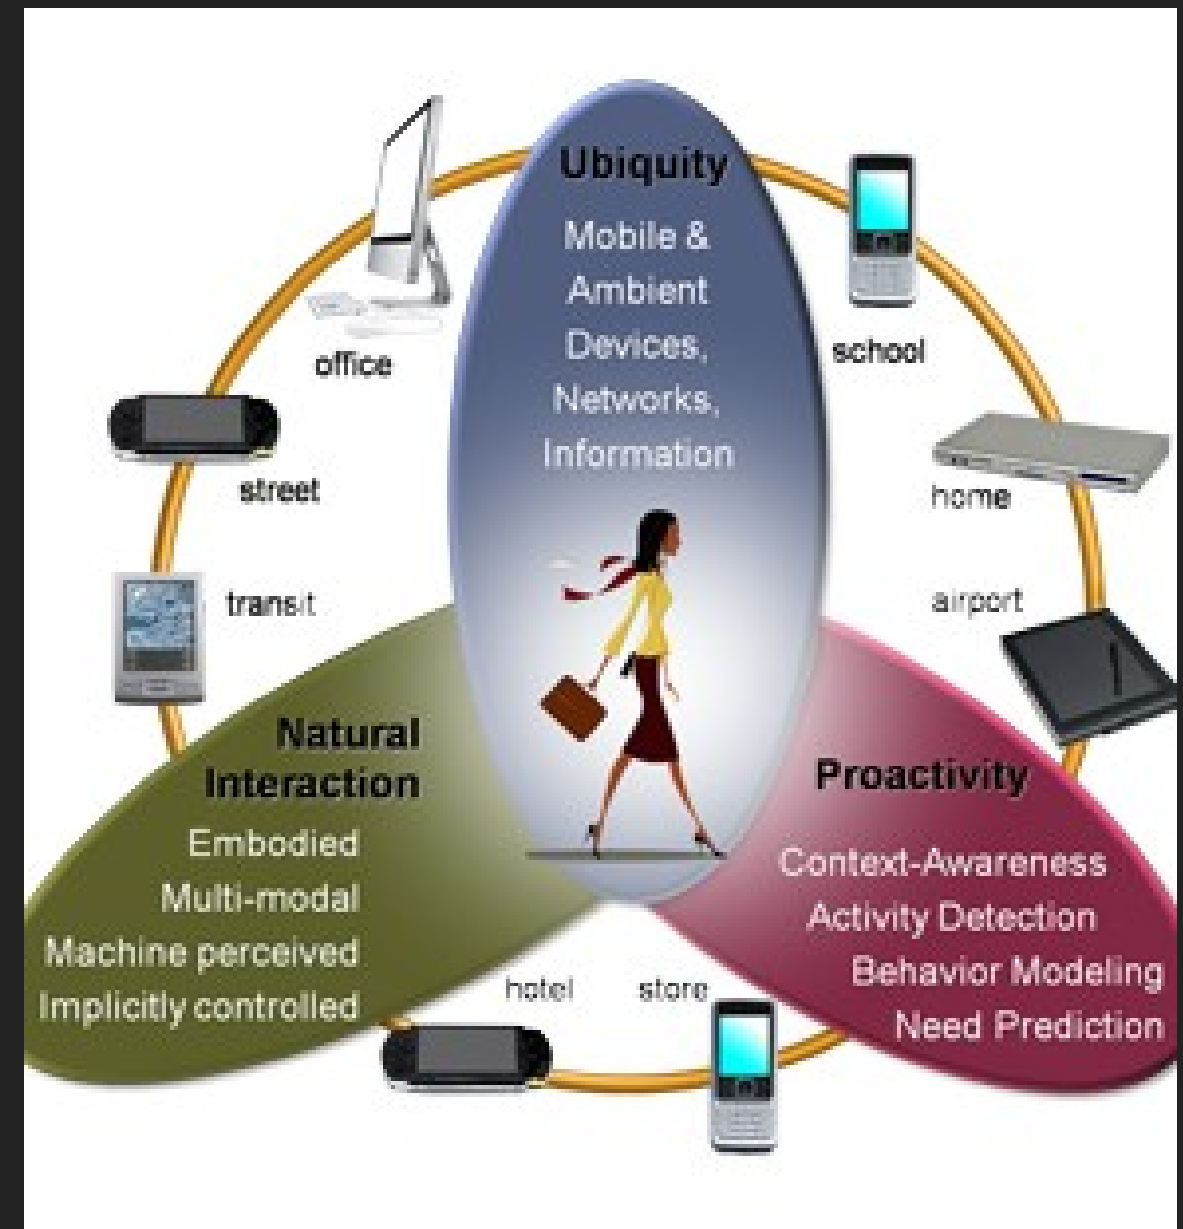 Ubiquity
Mobile &
Ambient
Devices,
Networks,
Information
office
school
street
home
transit
airport
Natural
Interaction
Embodied
Multi-modal
Machine perceived
Implicitly controlled
Proactivity
Context-Awareness
Activity Detection
Behavior Modeling
Need Prediction
hotel
store